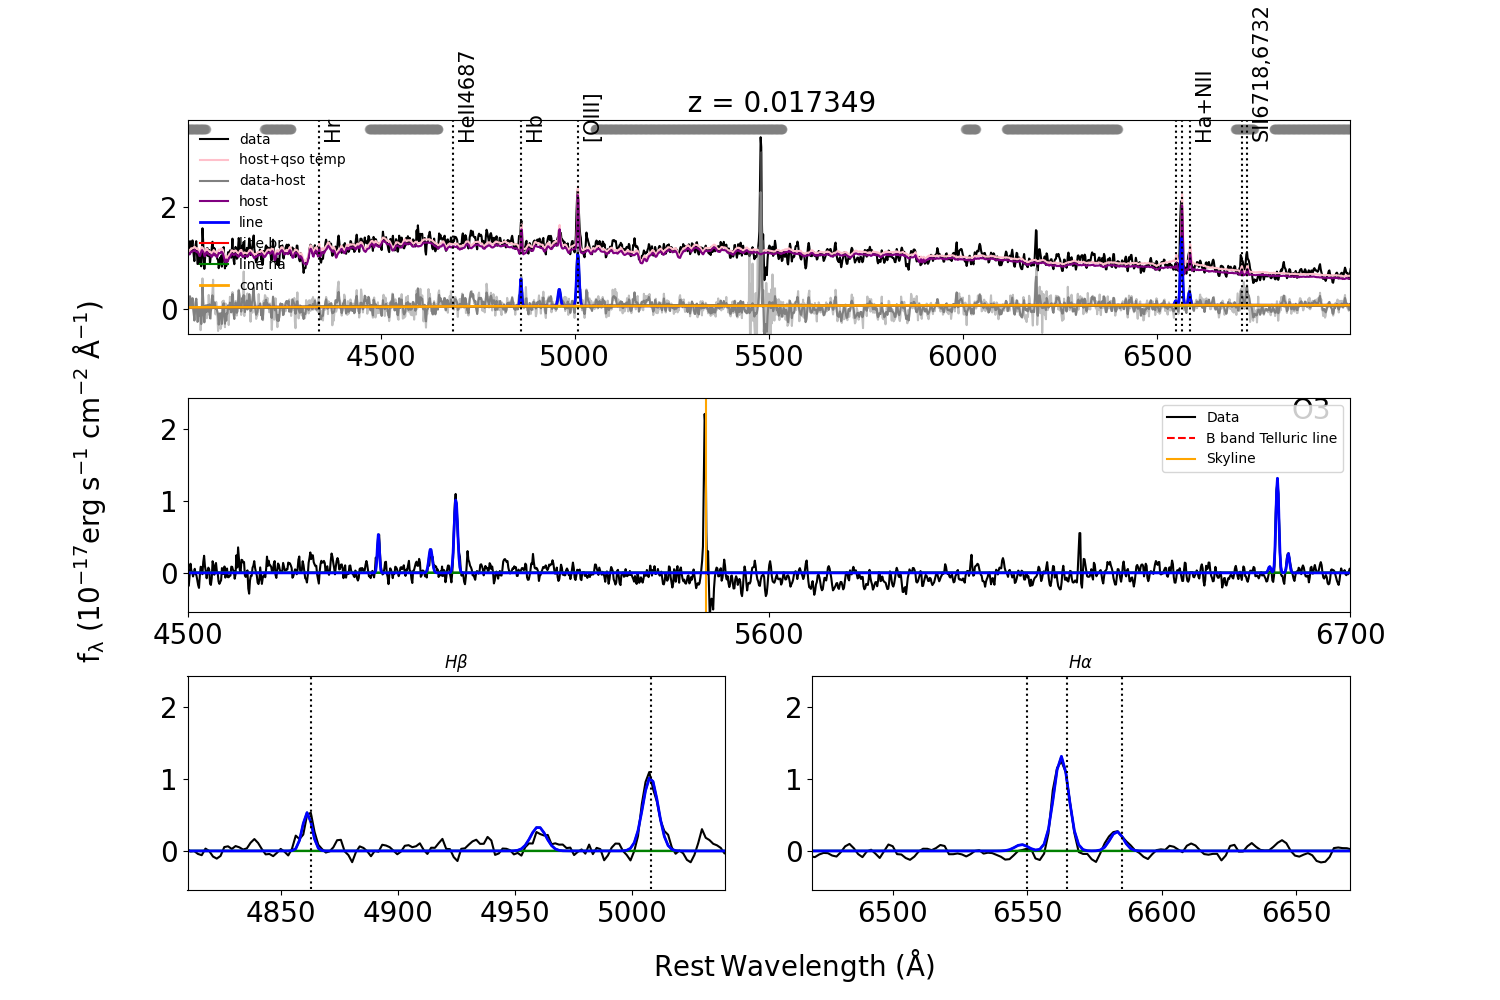 z = 0.017349
Hr
HeII4687
Hb
[OIII]
Ha+NII
SII6718,6732
data
host+qso temp
data-host
host
line
line br
line na
conti
2
0
4500
5000
5500
6000
6500
O3
Data
B band Telluric line
Skyline
2
1
0
4500
5600
6700
fλ (10⁻¹⁷erg s⁻¹ cm⁻² Å⁻¹)
Hβ
2
1
0
4850
4900
4950
5000
Hα
2
1
0
6500
6550
6600
6650
Rest Wavelength (Å)